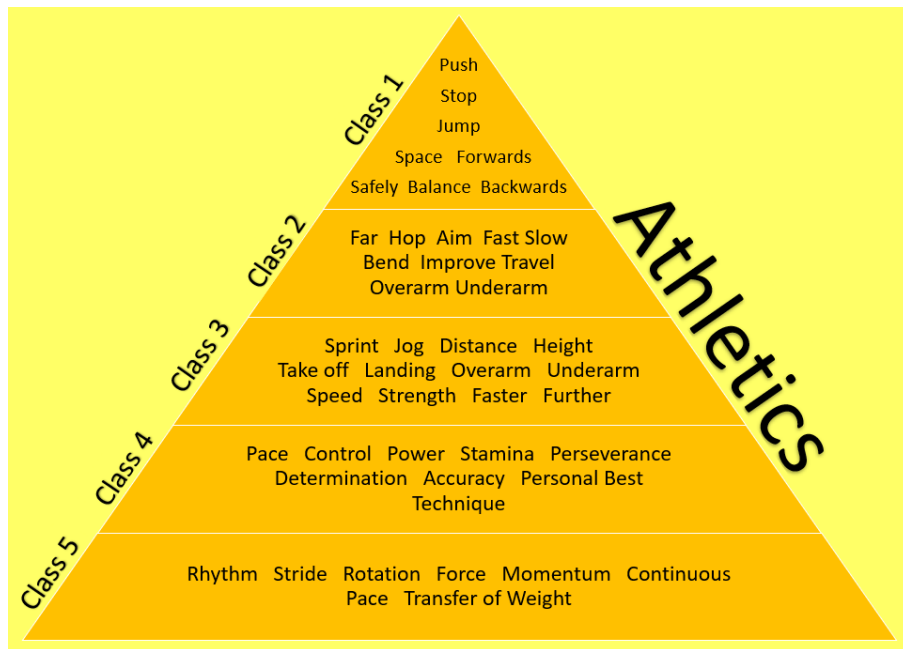 Class 1
Push
Stop
Jump
Space Forwards
Safely Balance Backwards
Class 2
Far Hop Aim Fast Slow
Bend Improve Travel
Overarm Underarm
Athletics
Class 3
Sprint Jog Distance Height
Take off Landing Overarm Underarm
Speed Strength Faster Further
Class 4
Pace Control Power Stamina Perseverance
Determination Accuracy Personal Best
Technique
Class 5
Rhythm Stride Rotation Force Momentum Continuous
Pace Transfer of Weight